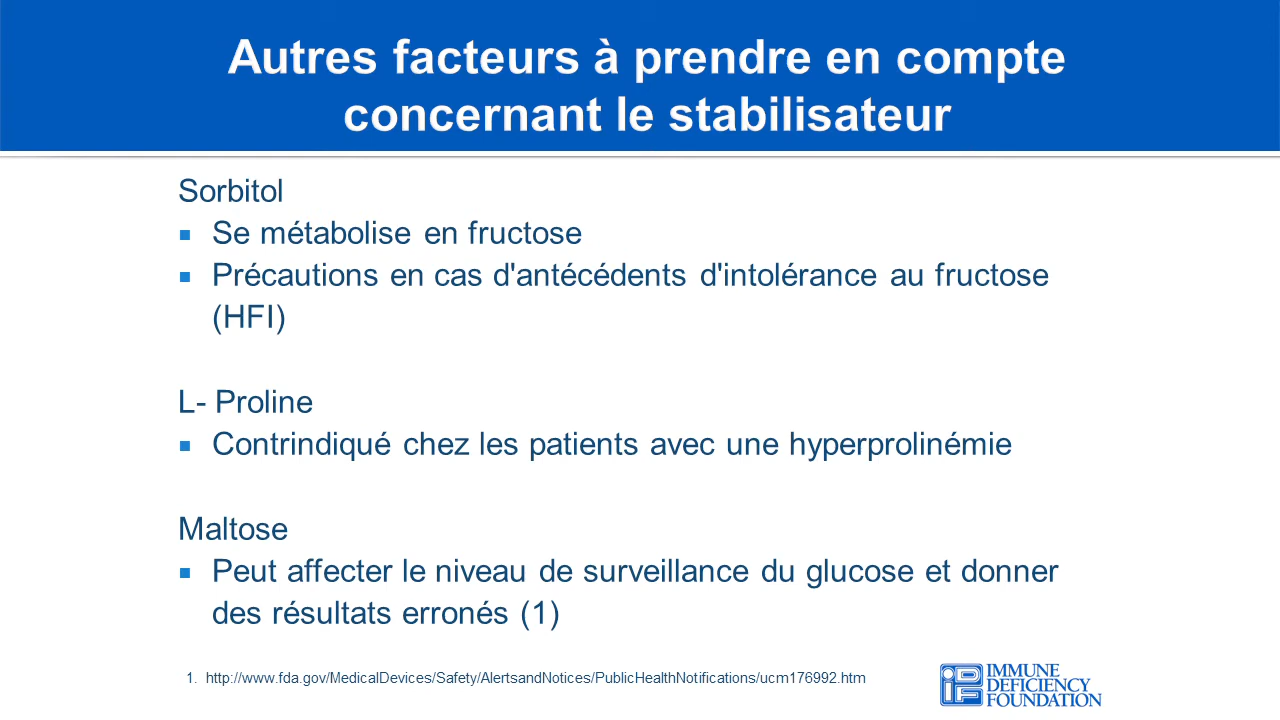 Autres facteurs à prendre en compte
concernant le stabilisateur
Sorbitol
▪ Se métabolise en fructose
▪ Précautions en cas d'antécédents d'intolérance au fructose
(HFI)
L- Proline
▪ Contrindiqué chez les patients avec une hyperprolinémie
Maltose
▪ Peut affecter le niveau de surveillance du glucose et donner
des résultats erronés (1)
1. http://www.fda.gov/MedicalDevices/Safety/AlertsandNotices/PublicHealthNotifications/ucm176992.htm
IDF
IMMUNE
DEFICIENCY
FOUNDATION